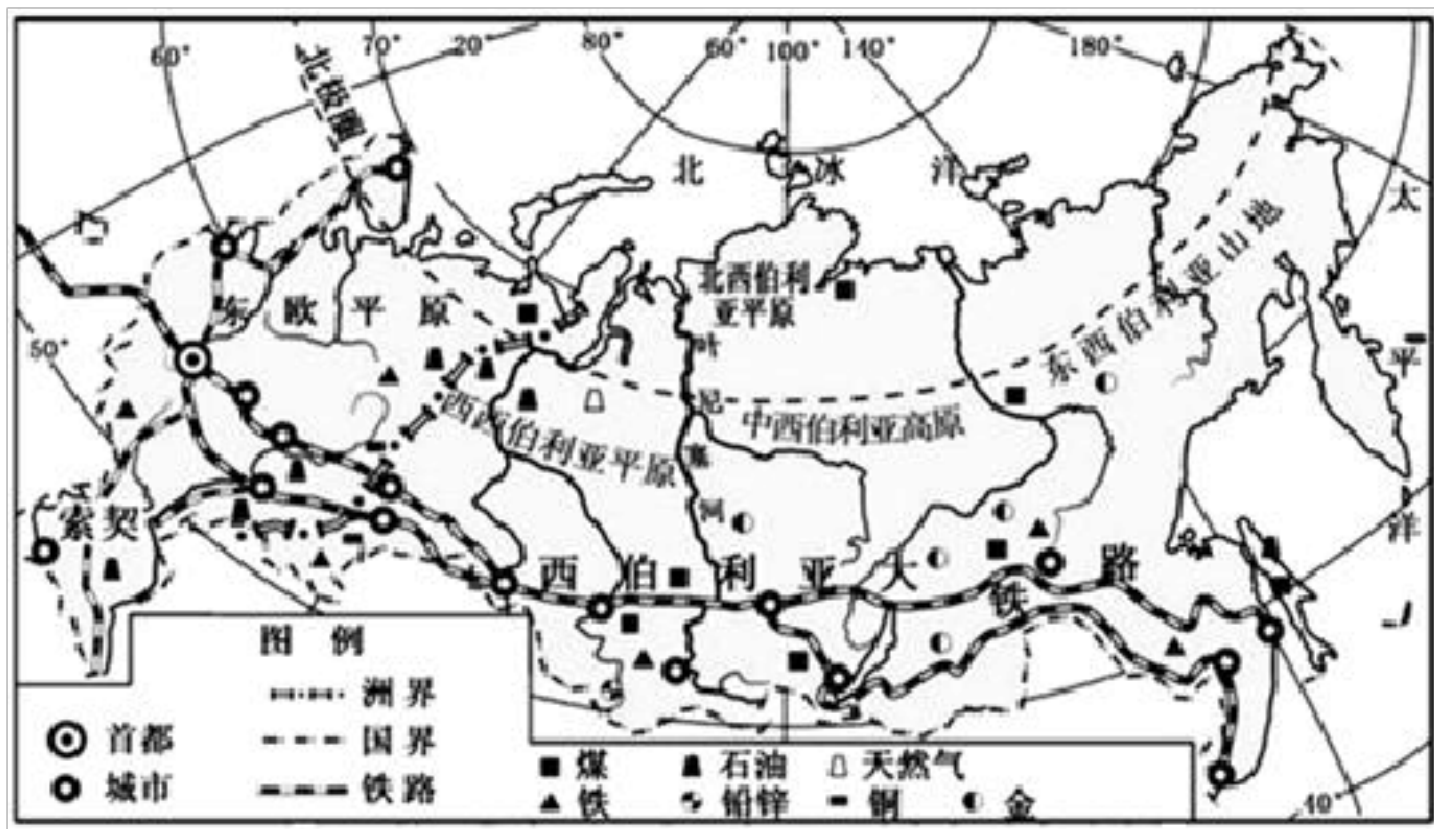 60° 70° 20° 80° 60° 100° 140° 180°
北极圈
北冰洋
太平洋
北西伯利
亚平原
东欧平原
50°
东西伯利亚山地
叶尼塞河
中西伯利亚高原
西西伯利亚平原
索契
西伯利亚大铁路
图例
洲界
首都 国界
城市 铁路
煤 石油 天然气
铁 铅锌 铜 金
40°